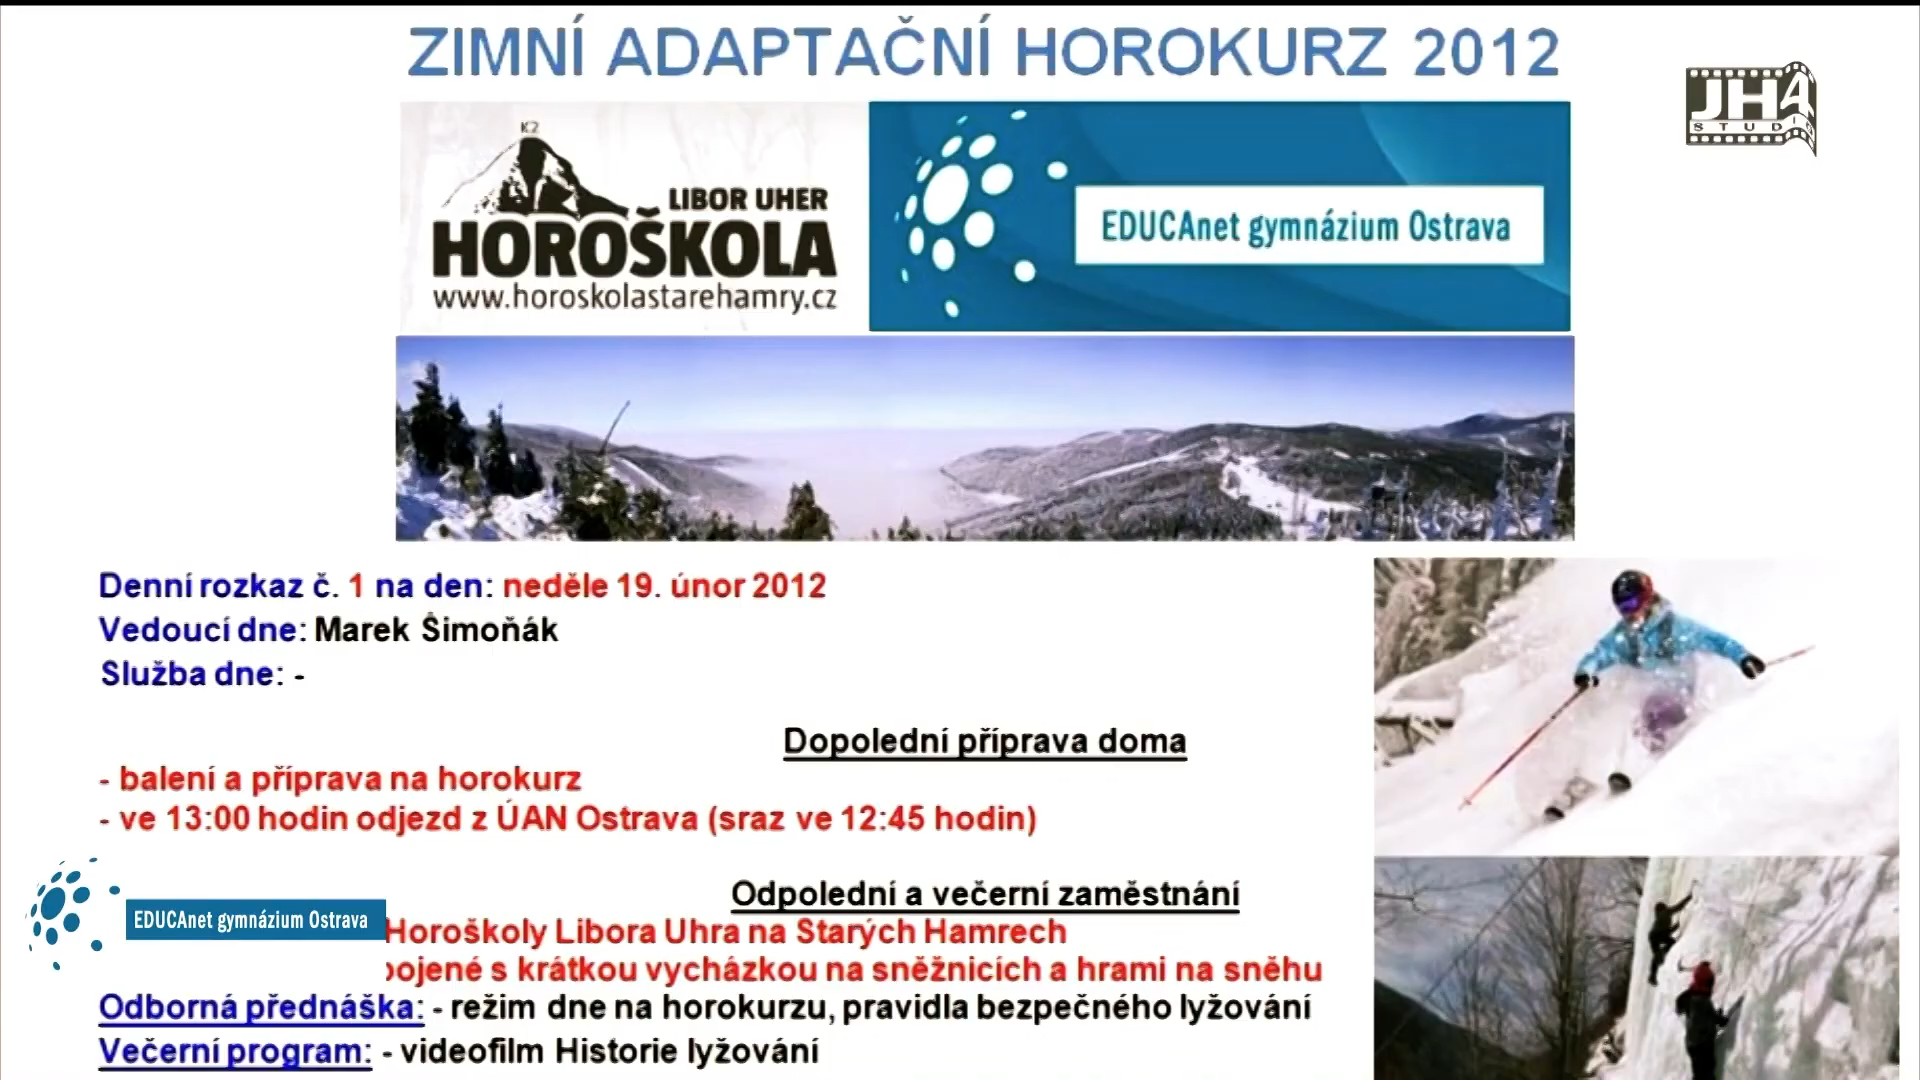 ZIMNÍ ADAPTAČNÍ HOROKURZ 2012
JH4
STUDIO
K2
LIBOR UHER
HOROŠKOLA
www.horoskolastarehamry.cz
EDUCAnet gymnázium Ostrava
Denní rozkaz č. 1 na den: neděle 19. únor 2012
Vedoucí dne: Marek Šimoňák
Služba dne: -
Dopolední příprava doma
- balení a příprava na horokurz
- ve 13:00 hodin odjezd z ÚAN Ostrava (sraz ve 12:45 hodin)
Odpolední a večerní zaměstnání
EDUCAnet gymnázium Ostrava
Horoškoly Libora Uhra na Starých Hamrech
pojené s krátkou vycházkou na sněžnicích a hrami na sněhu
Odborná přednáška: - režim dne na horokurzu, pravidla bezpečného lyžování
Večerní program: - videofilm Historie lyžování